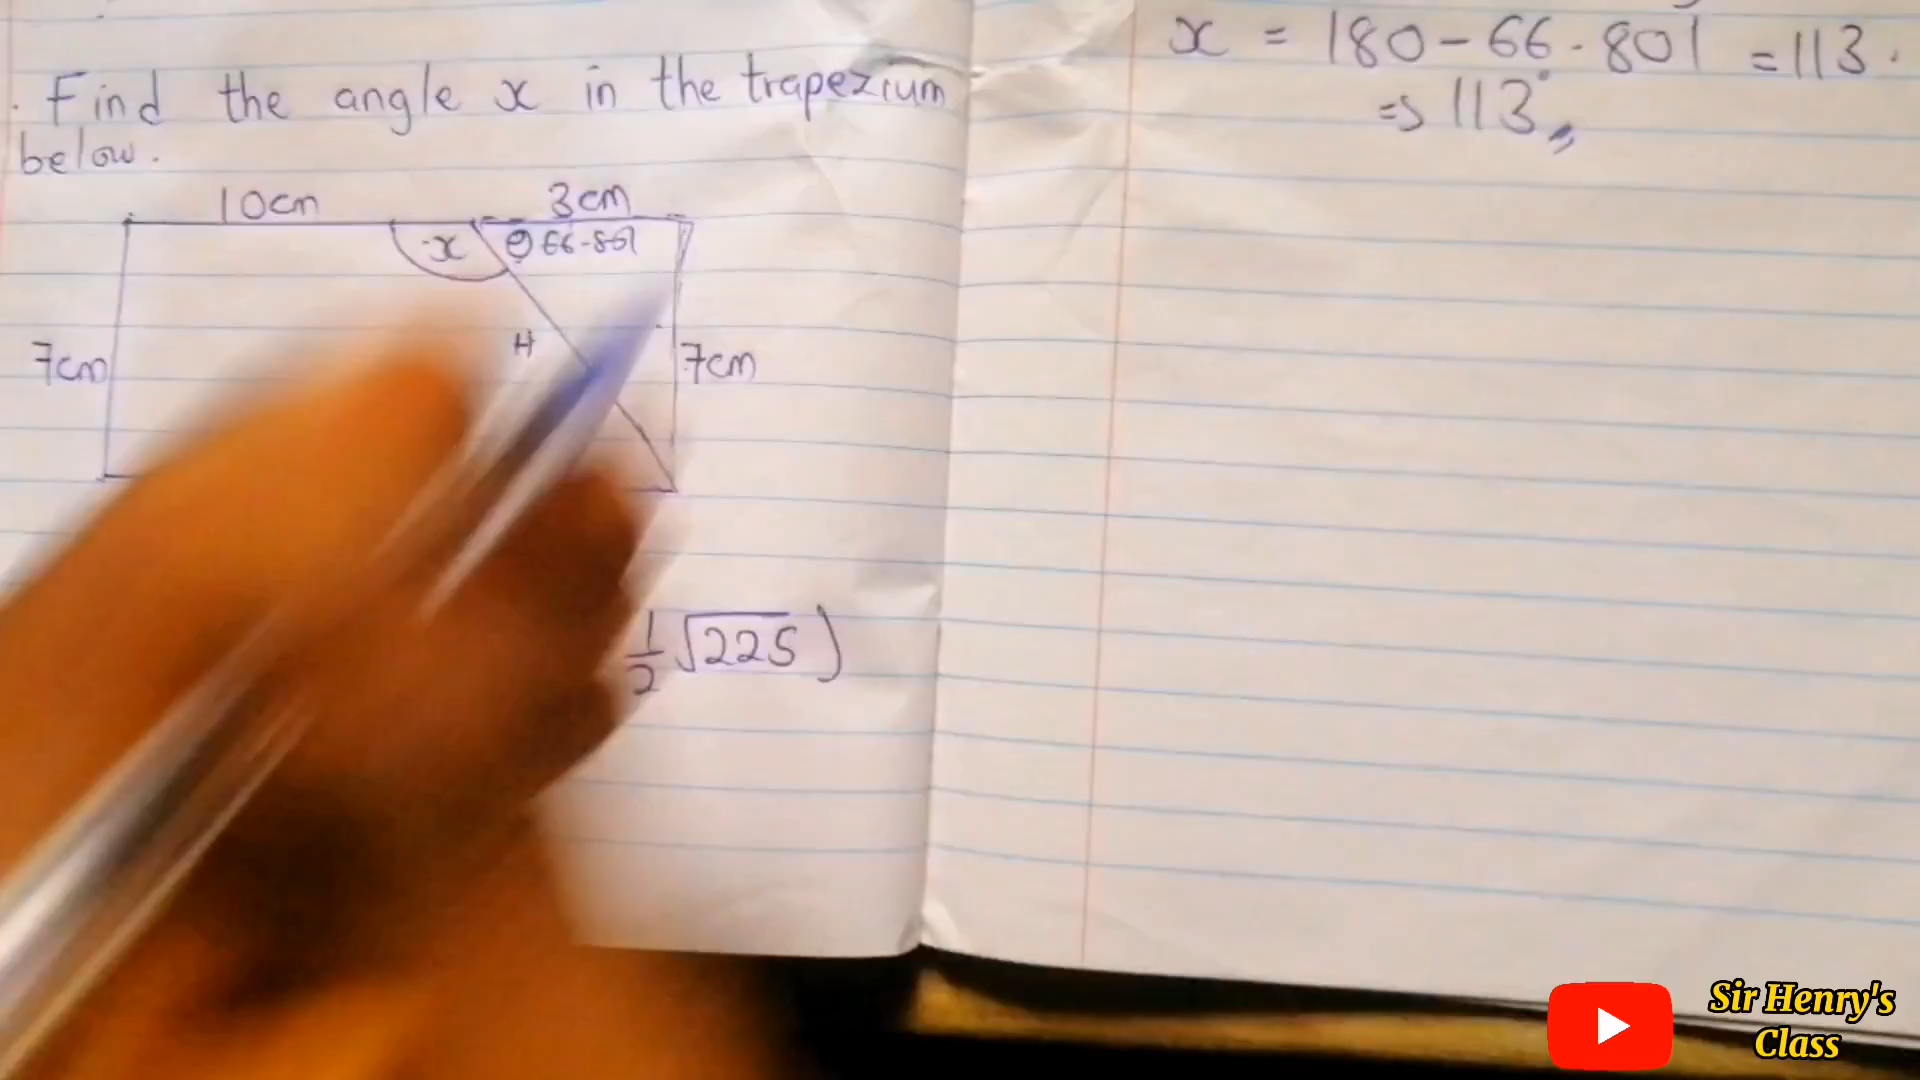 Find the angle x in the trapezium
below.
10cm
3cm
x
66.801
7cm
H
7cm
1/2 √225 )
x = 180 - 66.801 = 113.
=> 113°
Sir Henry's
Class